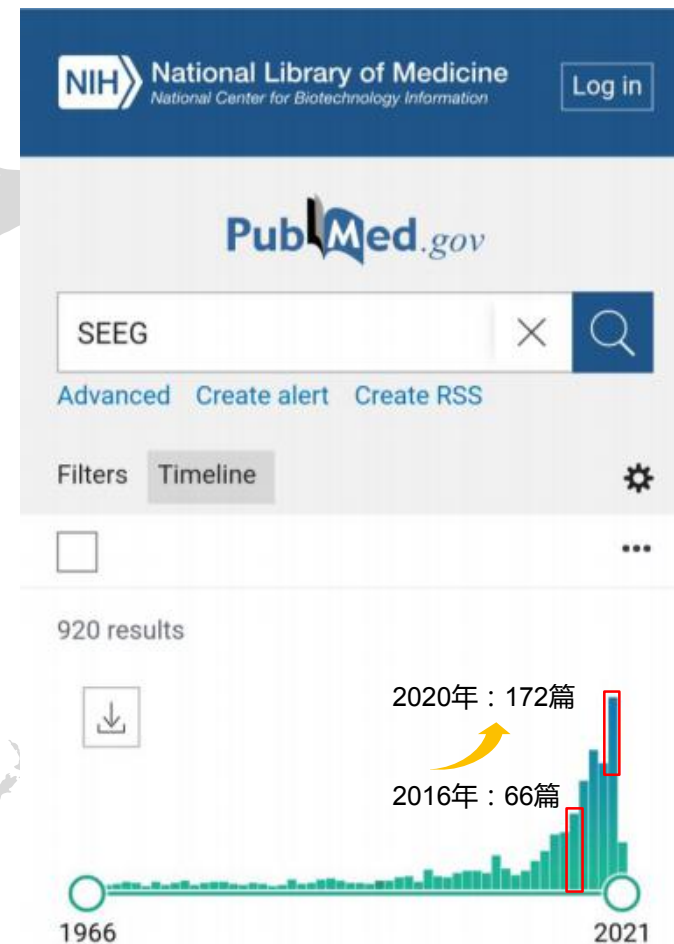 NIH National Library of Medicine
National Center for Biotechnology Information
Log in
PubMed.gov
SEEG
Advanced Create alert Create RSS
Filters Timeline
920 results
2020年：172篇
2016年：66篇
1966 2021